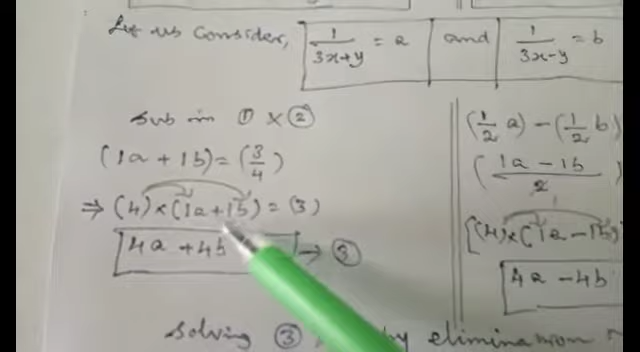 Let us Consider, 1/(3x+y) = a and 1/(3x-y) = b
Sub in ① × ②
(1a + 1b) = (3/4)
⇒ (4) × (1a + 1b) = (3)
4a + 4b → ③
(1/2 a) - (1/2 b)
(1a - 1b)/2
[(4) × (1a - 1b
4a - 4b
Solving ③ by elimination